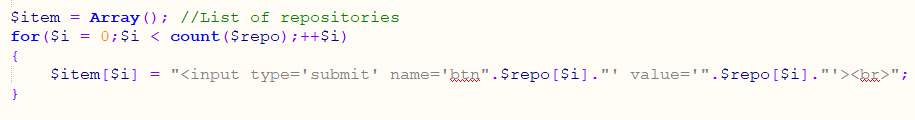 $item = Array(); //List of repositories
for($i = 0;$i < count($repo);++$i)
{
    $item[$i] = "<input type='submit' name='btn".$repo[$i]."' value='".$repo[$i]."'><br>";
}